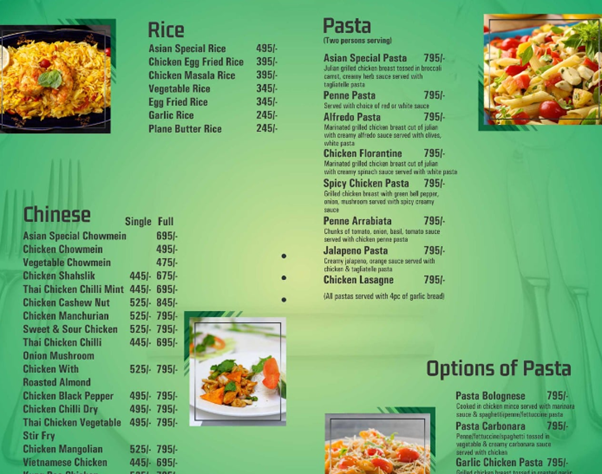 Rice
Asian Special Rice 495/-
Chicken Egg Fried Rice 395/-
Chicken Masala Rice 395/-
Vegetable Rice 345/-
Egg Fried Rice 345/-
Garlic Rice 245/-
Plane Butter Rice 245/-
Pasta
(Two persons serving)
Asian Special Pasta 795/-
Julian grilled chicken breast tossed in broccoli
carrot, creamy herb sauce served with
tagliatelle pasta
Penne Pasta 795/-
Served with choice of red or white sauce
Alfredo Pasta 795/-
Marinated grilled chicken breast cut of julian
with creamy alfredo sauce served with olives,
white pasta
Chicken Florantine 795/-
Marinated grilled chicken breast cut of julian
with creamy spinach sauce served with white pasta
Spicy Chicken Pasta 795/-
Grilled chicken breast with green bell pepper,
onion, mushroom served with spicy creamy
sauce
Penne Arrabiata 795/-
Chunks of tomato, onion, basil, tomato sauce
served with chicken penne pasta
Jalapeno Pasta 795/-
Creamy jalapeno, orange sauce served with
chicken & tagliatelle pasta
Chicken Lasagne 795/-
(All pastas served with 4pc of garlic bread)
Chinese
Single Full
Asian Special Chowmein 695/-
Chicken Chowmein 495/-
Vegetable Chowmein 475/-
Chicken Shahslik 445/- 675/-
Thai Chicken Chilli Mint 445/- 695/-
Chicken Cashew Nut 525/- 845/-
Chicken Manchurian 525/- 795/-
Sweet & Sour Chicken 525/- 795/-
Thai Chicken Chilli 445/- 695/-
Onion Mushroom
Chicken With 525/- 795/-
Roasted Almond
Chicken Black Pepper 495/- 795/-
Chicken Chilli Dry 495/- 795/-
Thai Chicken Vegetable 495/- 795/-
Stir Fry
Chicken Mangolian 525/- 795/-
Vietnamese Chicken 445/- 695/-
Options of Pasta
Pasta Bolognese 795/-
Cooked in chicken mince served with marinara
sauce & spaghetti/penne/fettuccine pasta
Pasta Carbonara 795/-
Penne/fettuccine/spaghetti tossed in
vegetable & creamy carbonara sauce
served with chicken
Garlic Chicken Pasta 795/-